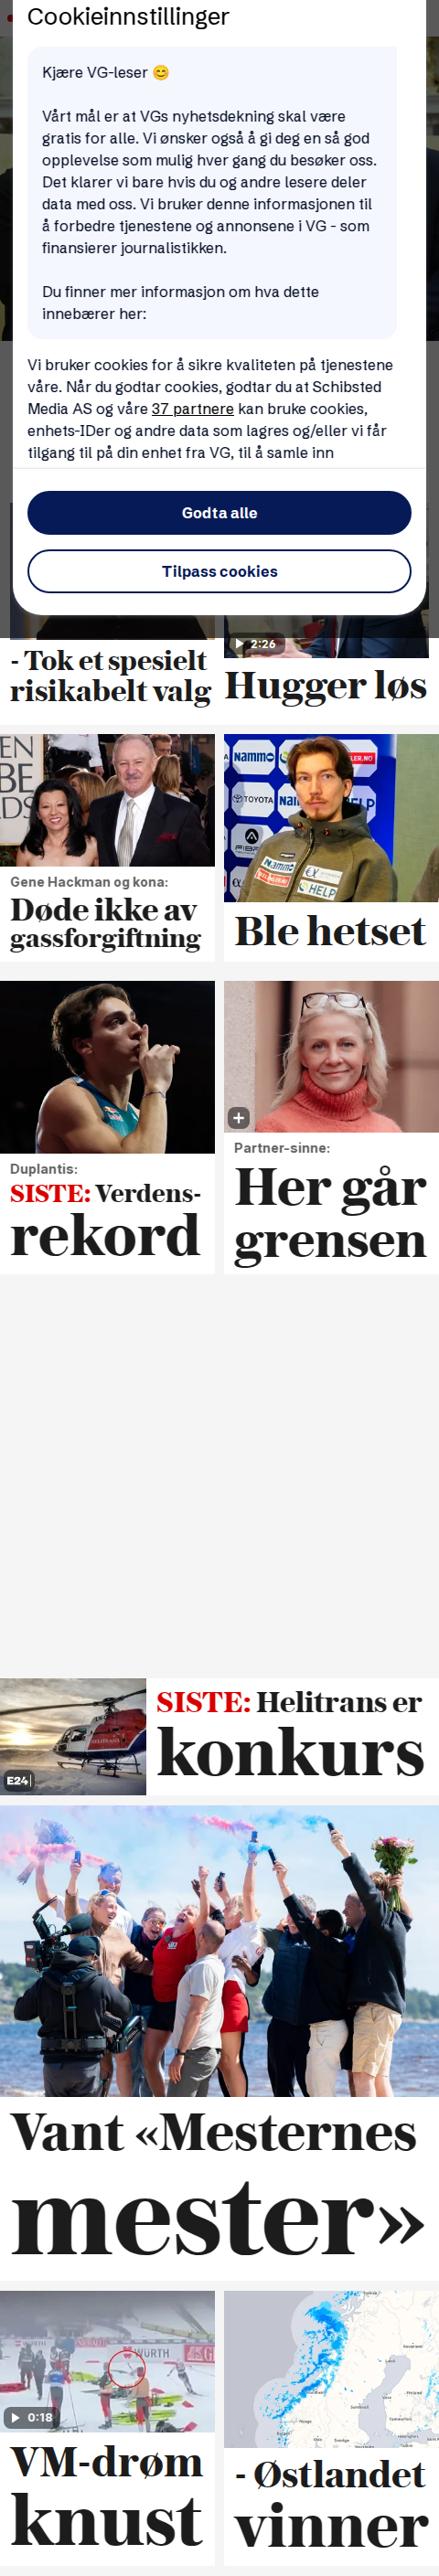 Cookieinnstillinger
Kjære VG-leser 😊
Vårt mål er at VGs nyhetsdekning skal være
gratis for alle. Vi ønsker også å gi deg en så god
opplevelse som mulig hver gang du besøker oss.
Det klarer vi bare hvis du og andre lesere deler
data med oss. Vi bruker denne informasjonen til
å forbedre tjenestene og annonsene i VG - som
finansierer journalistikken.
Du finner mer informasjon om hva dette
innebærer her:
Vi bruker cookies for å sikre kvaliteten på tjenestene
våre. Når du godtar cookies, godtar du at Schibsted
Media AS og våre 37 partnere kan bruke cookies,
enhets-IDer og andre data som lagres og/eller vi får
tilgang til på din enhet fra VG, til å samle inn
Godta alle
Tilpass cookies
2:26
- Tok et spesielt
risikabelt valg
Hugger løs
Gene Hackman og kona:
Døde ikke av
gassforgiftning
Nammo
TOYOTA
HELP
Ble hetset
Duplantis:
SISTE: Verdens-
rekord
Partner-sinne:
Her går
grensen
HELITRANS
E24
SISTE: Helitrans er
konkurs
Vant «Mesternes
mester»
WÜRTH
0:18
VM-drøm
knust
- Østlandet
vinner